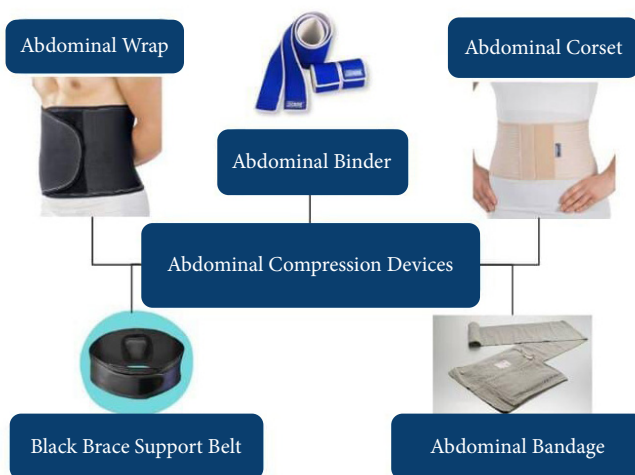 Abdominal Wrap
Abdominal Corset
Abdominal Binder
Abdominal Compression Devices
Black Brace Support Belt
Abdominal Bandage